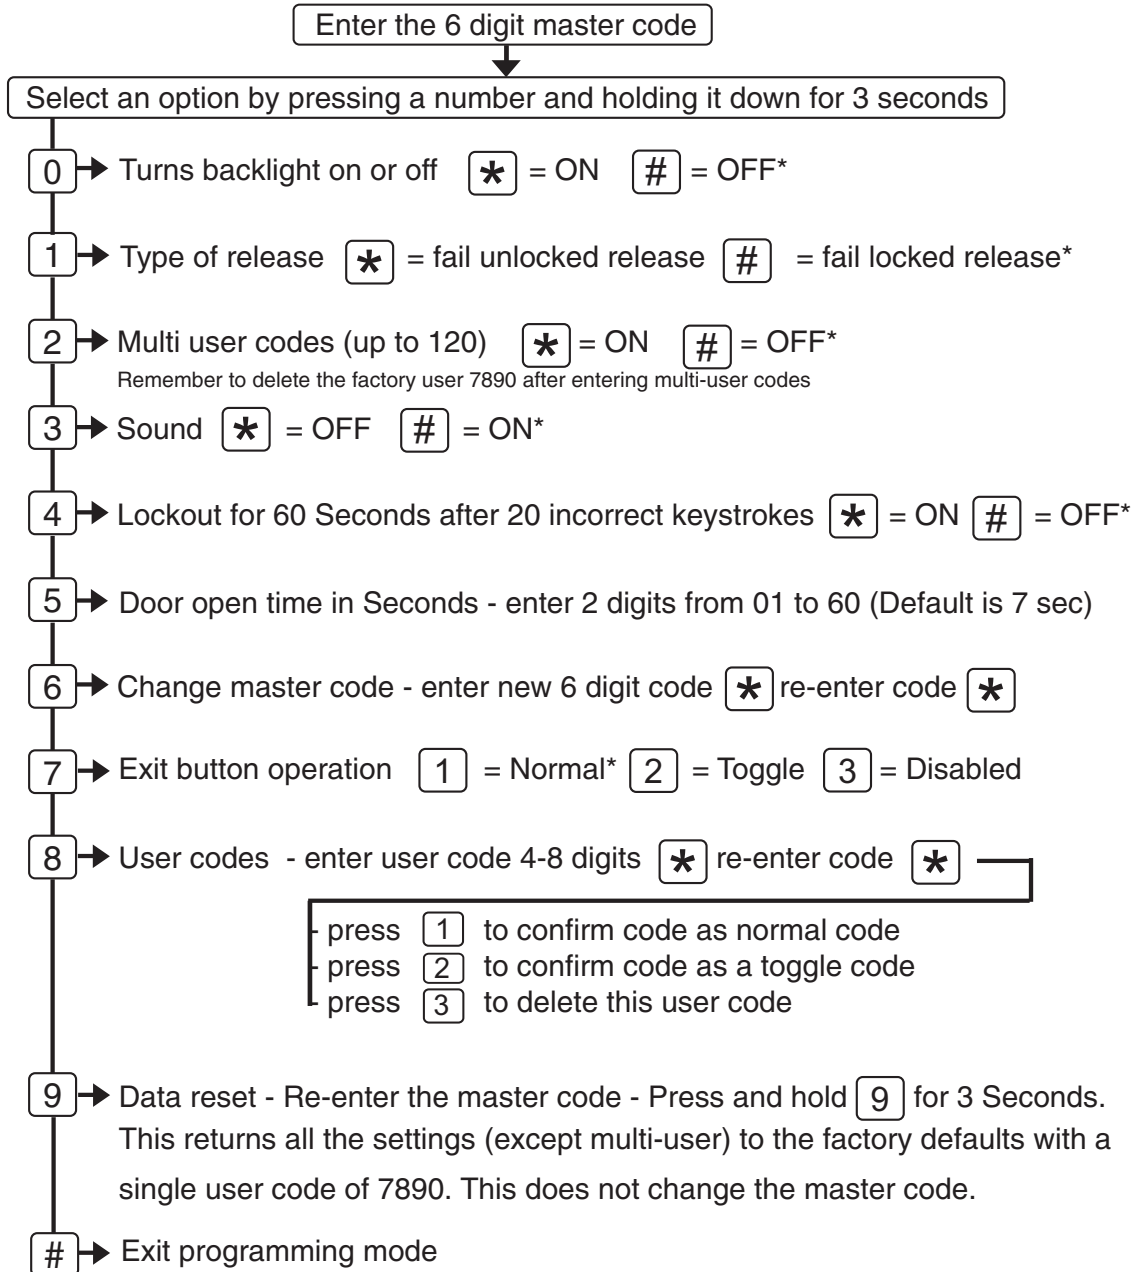 Enter the 6 digit master code
Select an option by pressing a number and holding it down for 3 seconds
0 Turns backlight on or off * = ON # = OFF*
1 Type of release * = fail unlocked release # = fail locked release*
2 Multi user codes (up to 120) * = ON # = OFF*
Remember to delete the factory user 7890 after entering multi-user codes
3 Sound * = OFF # = ON*
4 Lockout for 60 Seconds after 20 incorrect keystrokes * = ON # = OFF*
5 Door open time in Seconds - enter 2 digits from 01 to 60 (Default is 7 sec)
6 Change master code - enter new 6 digit code * re-enter code *
7 Exit button operation 1 = Normal* 2 = Toggle 3 = Disabled
8 User codes - enter user code 4-8 digits * re-enter code *
- press 1 to confirm code as normal code
- press 2 to confirm code as a toggle code
- press 3 to delete this user code
9 Data reset - Re-enter the master code - Press and hold 9 for 3 Seconds.
This returns all the settings (except multi-user) to the factory defaults with a
single user code of 7890. This does not change the master code.
# Exit programming mode